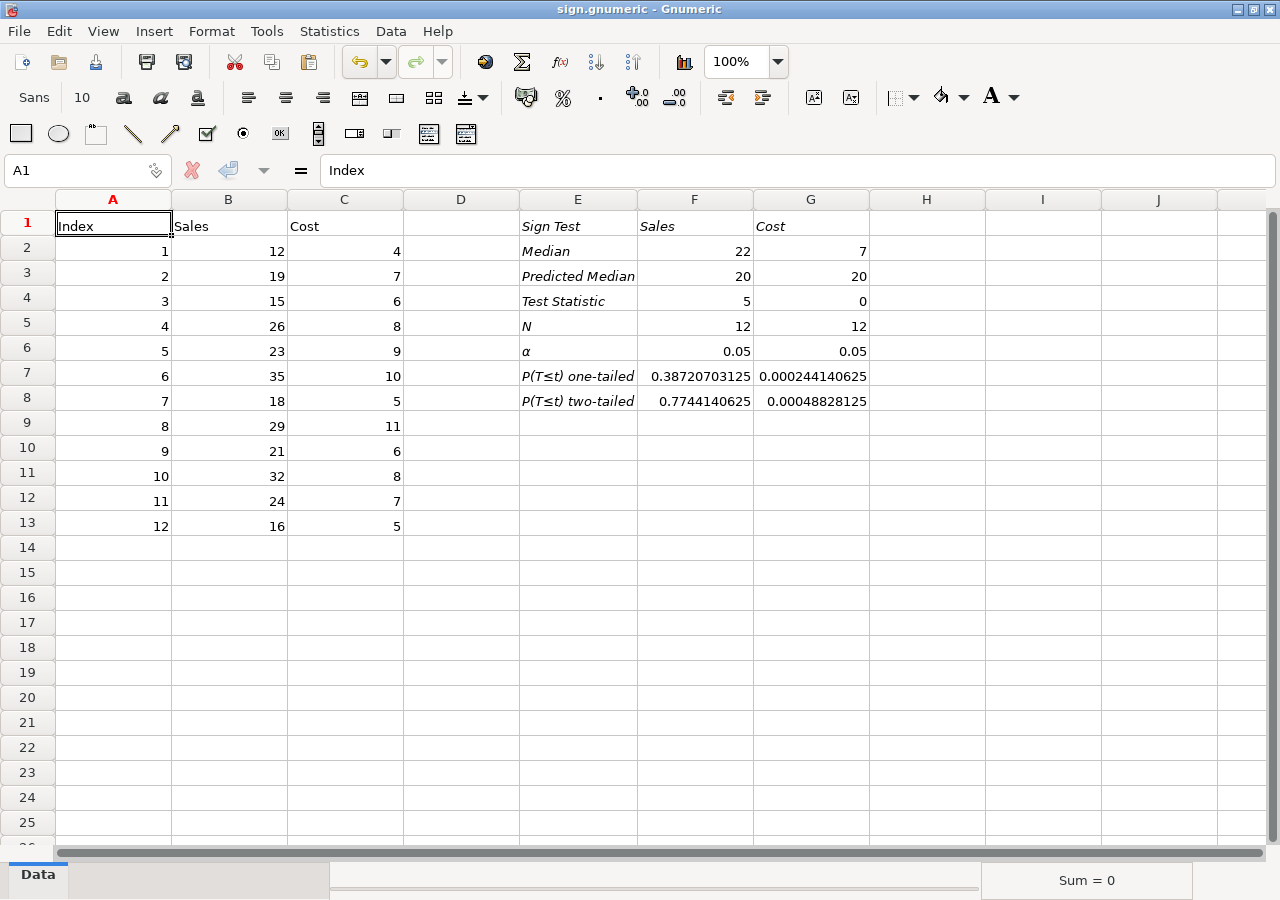 sign.gnumeric - Gnumeric
File Edit View Insert Format Tools Statistics Data Help
f(x) 100%
Sans 10 a a a % +0 .00 .00 A A A
OK
A1 Index
A B C D E F G H I J
1 Index Sales Cost Sign Test Sales Cost
2 1 12 4 Median 22 7
3 2 19 7 Predicted Median 20 20
4 3 15 6 Test Statistic 5 0
5 4 26 8 N 12 12
6 5 23 9 α 0.05 0.05
7 6 35 10 P(T≤t) one-tailed 0.38720703125 0.000244140625
8 7 18 5 P(T≤t) two-tailed 0.7744140625 0.00048828125
9 8 29 11
10 9 21 6
11 10 32 8
12 11 24 7
13 12 16 5
14
15
16
17
18
19
20
21
22
23
24
25
Data Sum = 0